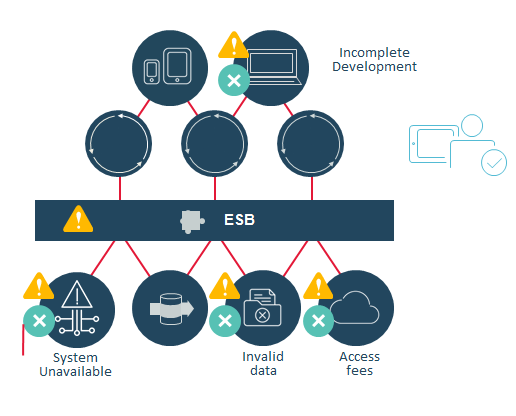 Incomplete
Development
ESB
System
Unavailable
Invalid
data
Access
fees